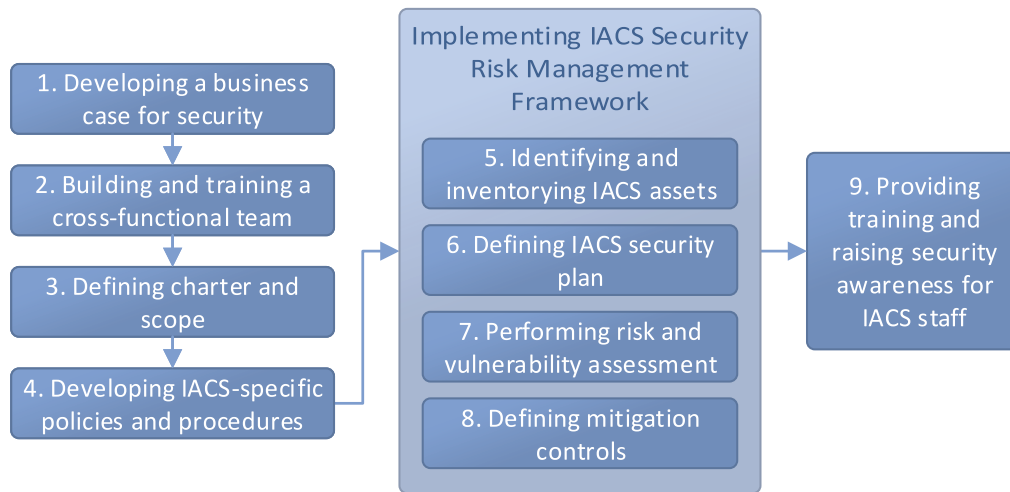 1. Developing a business
case for security
2. Building and training a
cross-functional team
3. Defining charter and
scope
4. Developing IACS-specific
policies and procedures
Implementing IACS Security
Risk Management
Framework
5. Identifying and
inventorying IACS assets
6. Defining IACS security
plan
7. Performing risk and
vulnerability assessment
8. Defining mitigation
controls
9. Providing
training and
raising security
awareness for
IACS staff